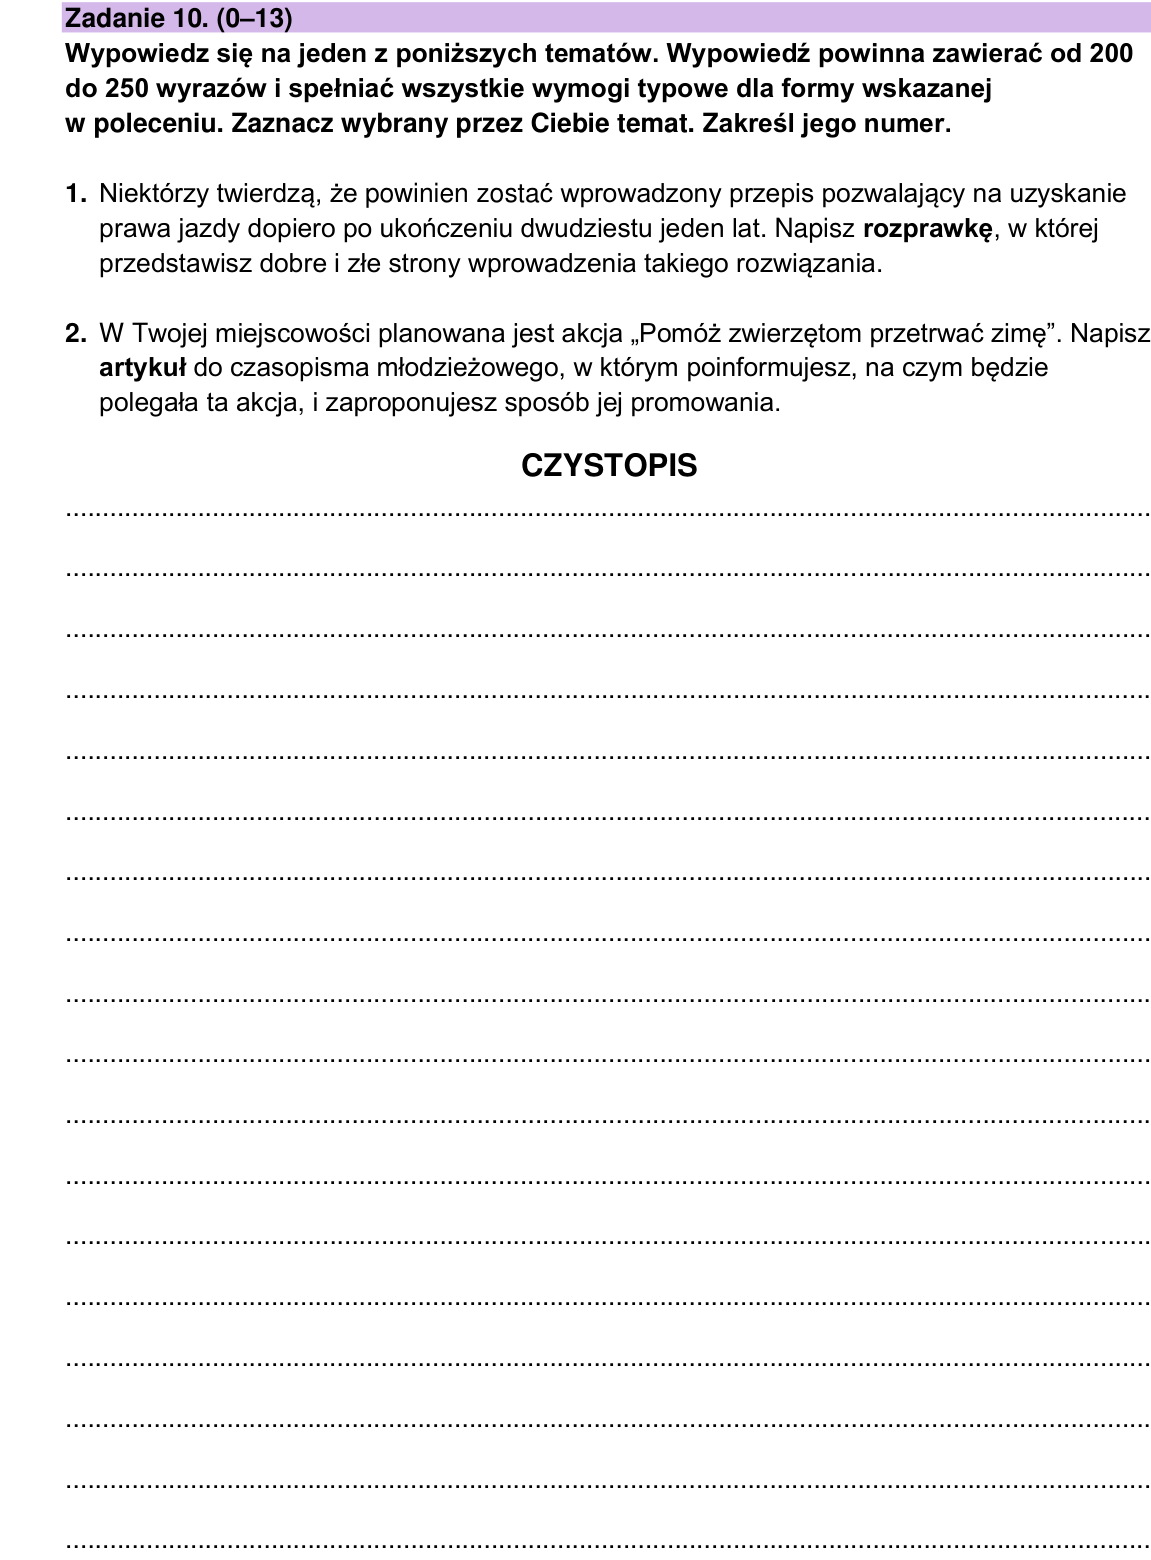 Zadanie 10. (0–13)
Wypowiedz się na jeden z poniższych tematów. Wypowiedź powinna zawierać od 200
do 250 wyrazów i spełniać wszystkie wymogi typowe dla formy wskazanej
w poleceniu. Zaznacz wybrany przez Ciebie temat. Zakreśl jego numer.
1. Niektórzy twierdzą, że powinien zostać wprowadzony przepis pozwalający na uzyskanie
prawa jazdy dopiero po ukończeniu dwudziestu jeden lat. Napisz rozprawkę, w której
przedstawisz dobre i złe strony wprowadzenia takiego rozwiązania.
2. W Twojej miejscowości planowana jest akcja „Pomóż zwierzętom przetrwać zimę”. Napisz
artykuł do czasopisma młodzieżowego, w którym poinformujesz, na czym będzie
polegała ta akcja, i zaproponujesz sposób jej promowania.
CZYSTOPIS